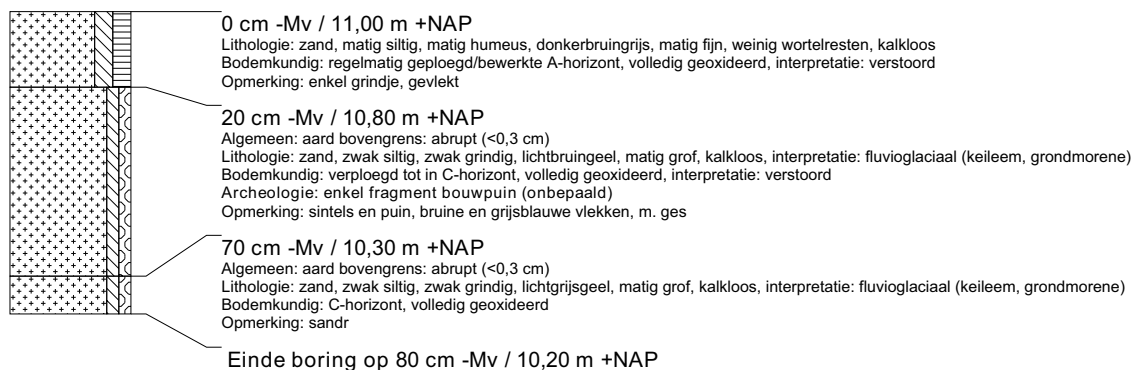 0 cm -Mv / 11,00 m +NAP
Lithologie: zand, matig siltig, matig humeus, donkerbruingrijs, matig fijn, weinig wortelresten, kalkloos
Bodemkundig: regelmatig geploegd/bewerkte A-horizont, volledig geoxideerd, interpretatie: verstoord
Opmerking: enkel grindje, gevlekt
20 cm -Mv / 10,80 m +NAP
Algemeen: aard bovengrens: abrupt (<0,3 cm)
Lithologie: zand, zwak siltig, zwak grindig, lichtbruingeel, matig grof, kalkloos, interpretatie: fluvioglaciaal (keileem, grondmorene)
Bodemkundig: verploegd tot in C-horizont, volledig geoxideerd, interpretatie: verstoord
Archeologie: enkel fragment bouwpuin (onbepaald)
Opmerking: sintels en puin, bruine en grijsblauwe vlekken, m. ges
70 cm -Mv / 10,30 m +NAP
Algemeen: aard bovengrens: abrupt (<0,3 cm)
Lithologie: zand, zwak siltig, zwak grindig, lichtgrijsgeel, matig grof, kalkloos, interpretatie: fluvioglaciaal (keileem, grondmorene)
Bodemkundig: C-horizont, volledig geoxideerd
Opmerking: sandr
Einde boring op 80 cm -Mv / 10,20 m +NAP